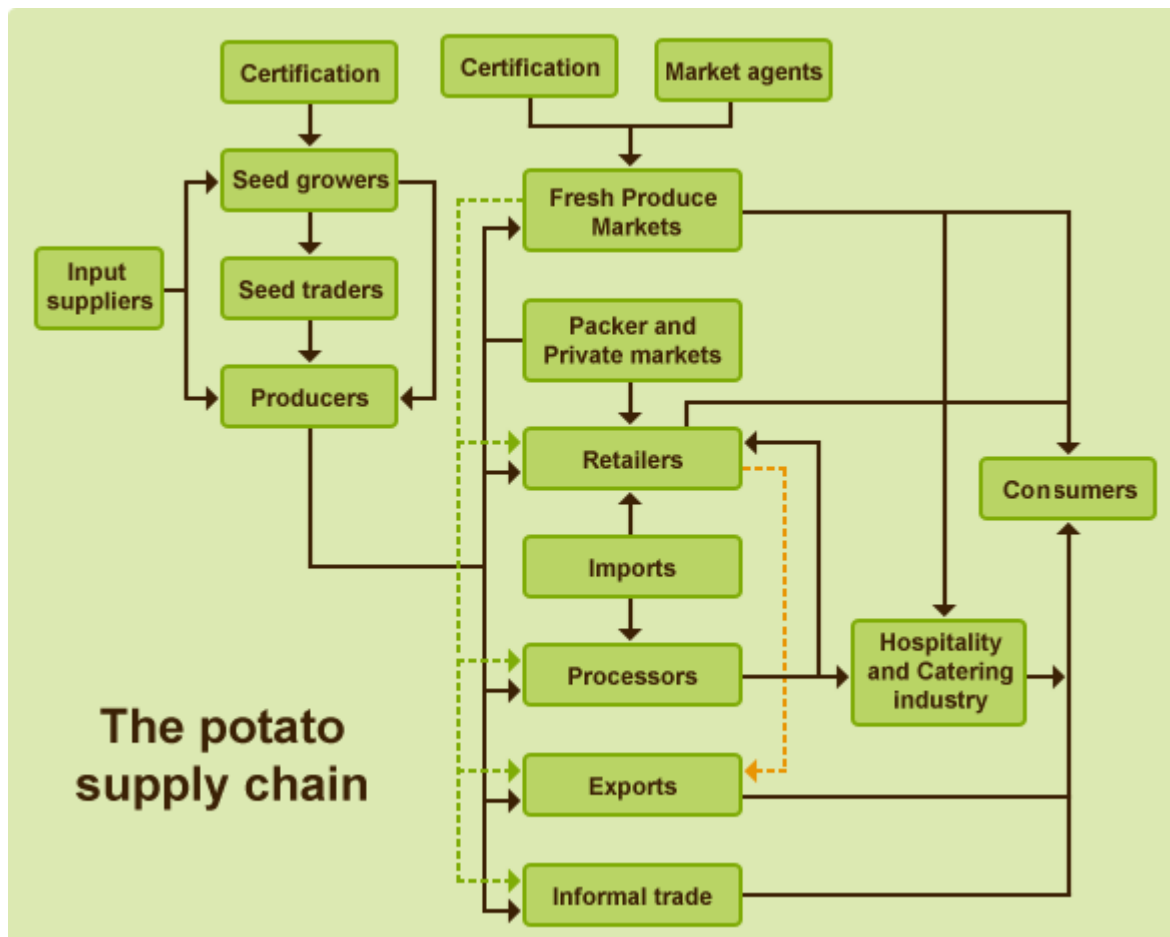 Certification
Certification
Market agents
Seed growers
Fresh Produce
Markets
Input
suppliers
Seed traders
Packer and
Private markets
Producers
Retailers
Consumers
Imports
Hospitality
and Catering
industry
Processors
The potato
supply chain
Exports
Informal trade